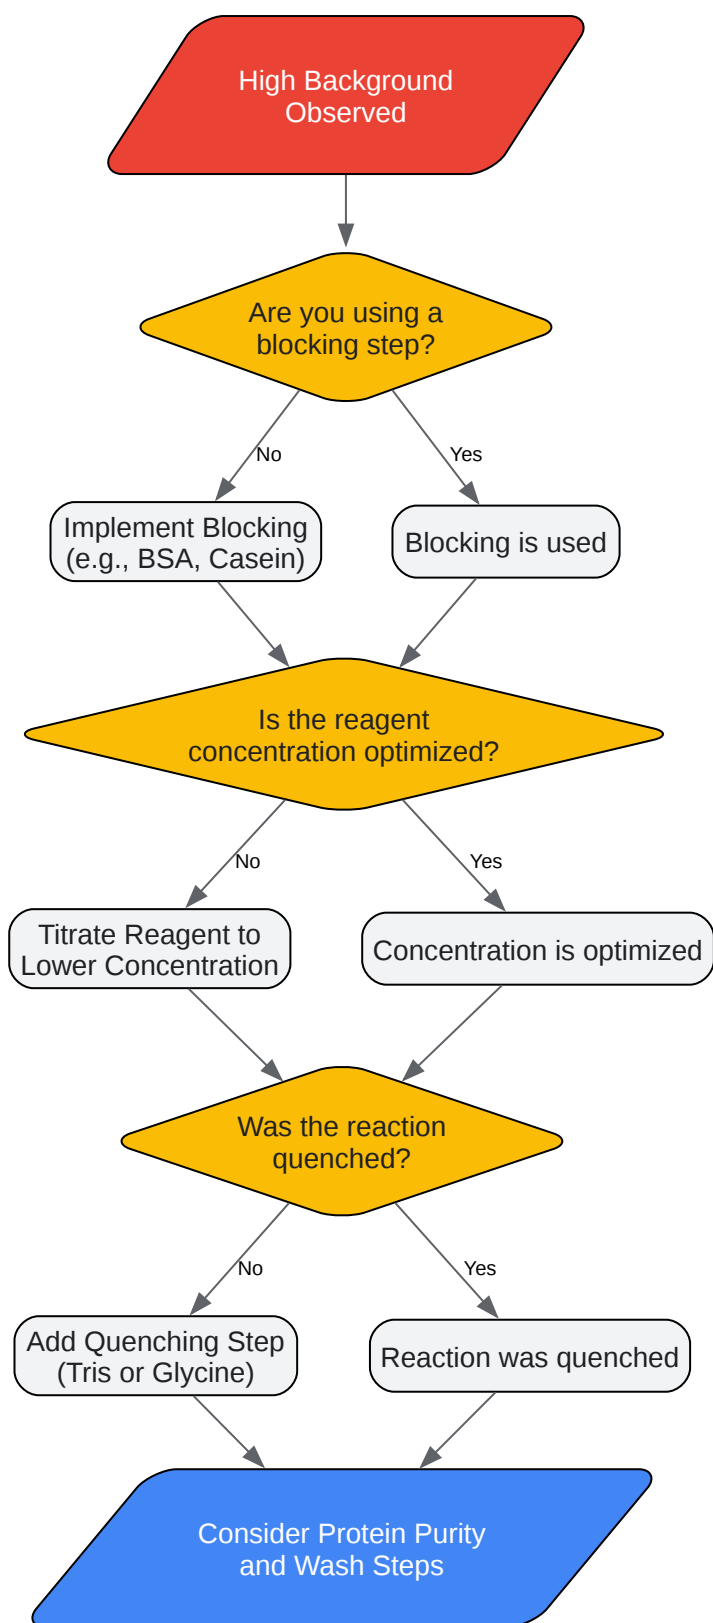 High Background
Observed
Are you using a
blocking step?
No
Yes
Implement Blocking
(e.g., BSA, Casein)
Blocking is used
Is the reagent
concentration optimized?
No
Yes
Titrate Reagent to
Lower Concentration
Concentration is optimized
Was the reaction
quenched?
No
Yes
Add Quenching Step
(Tris or Glycine)
Reaction was quenched
Consider Protein Purity
and Wash Steps